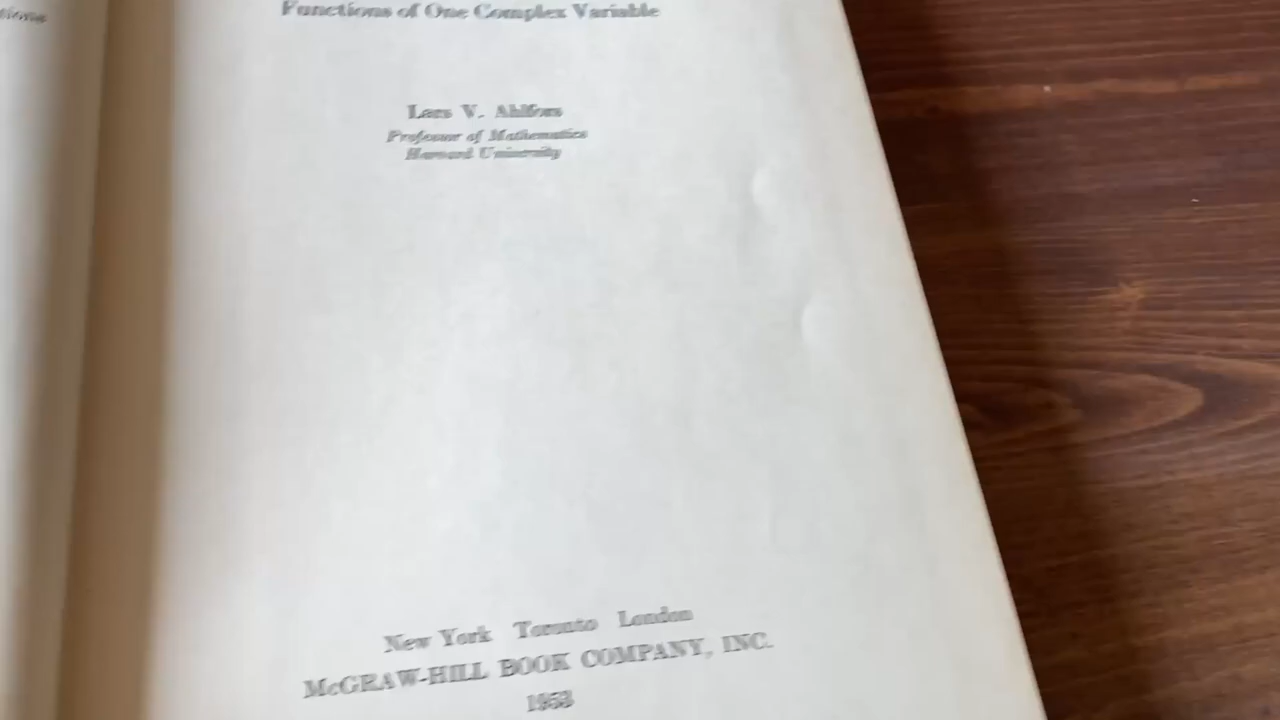 tions
Functions of One Complex Variable
Lars V. Ahlfors
Professor of Mathematics
Harvard University
New York Toronto London
McGRAW-HILL BOOK COMPANY, INC.
1953